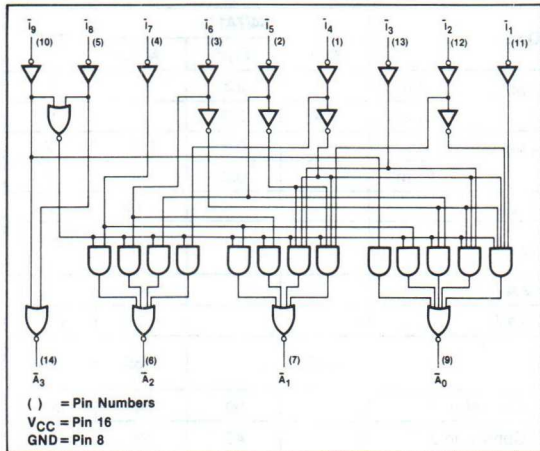 Ī9 Ī8 Ī7 Ī6 Ī5 Ī4 Ī3 Ī2 Ī1
(10) (5) (4) (3) (2) (1) (13) (12) (11)
(14) (6) (7) (9)
Ā3 Ā2 Ā1 Ā0
( ) = Pin Numbers
VCC = Pin 16
GND = Pin 8